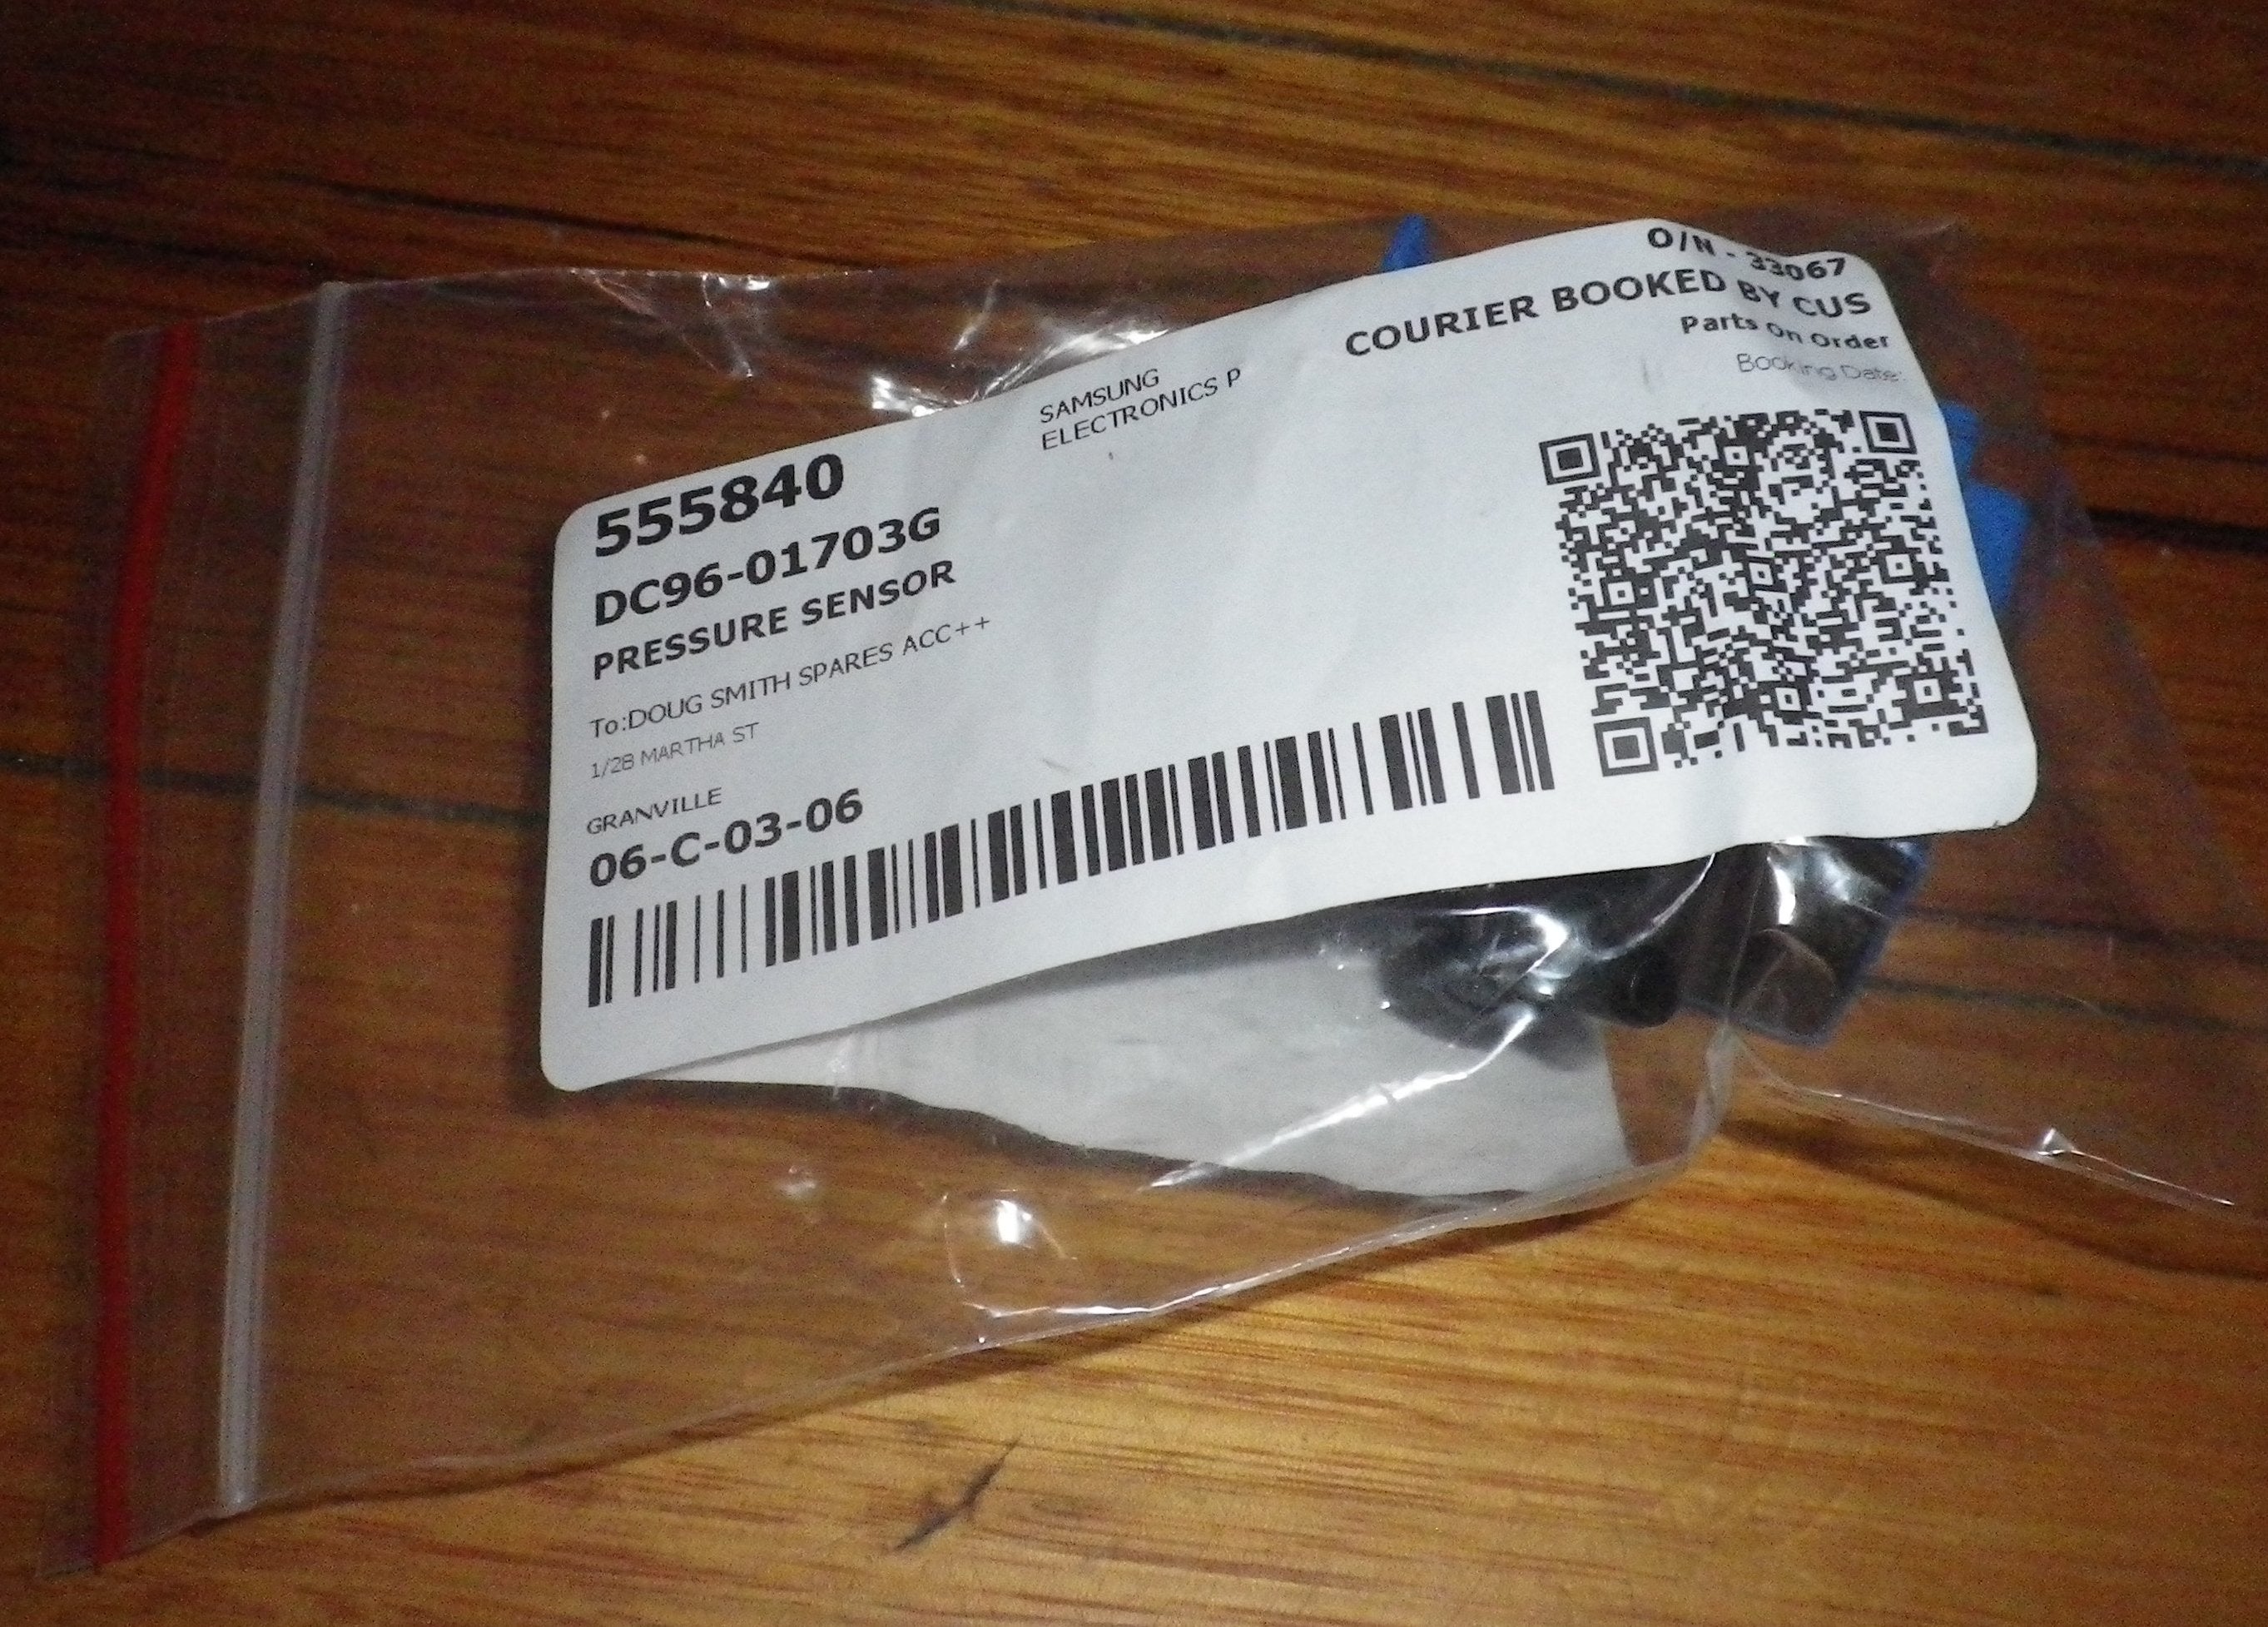 O/N - 33067
COURIER BOOKED BY CUS
Parts On Order
Booking Date:
SAMSUNG
ELECTRONICS P
555840
DC96-01703G
PRESSURE SENSOR
To:DOUG SMITH SPARES ACC++
1/2B MARTHA ST
GRANVILLE
06-C-03-06